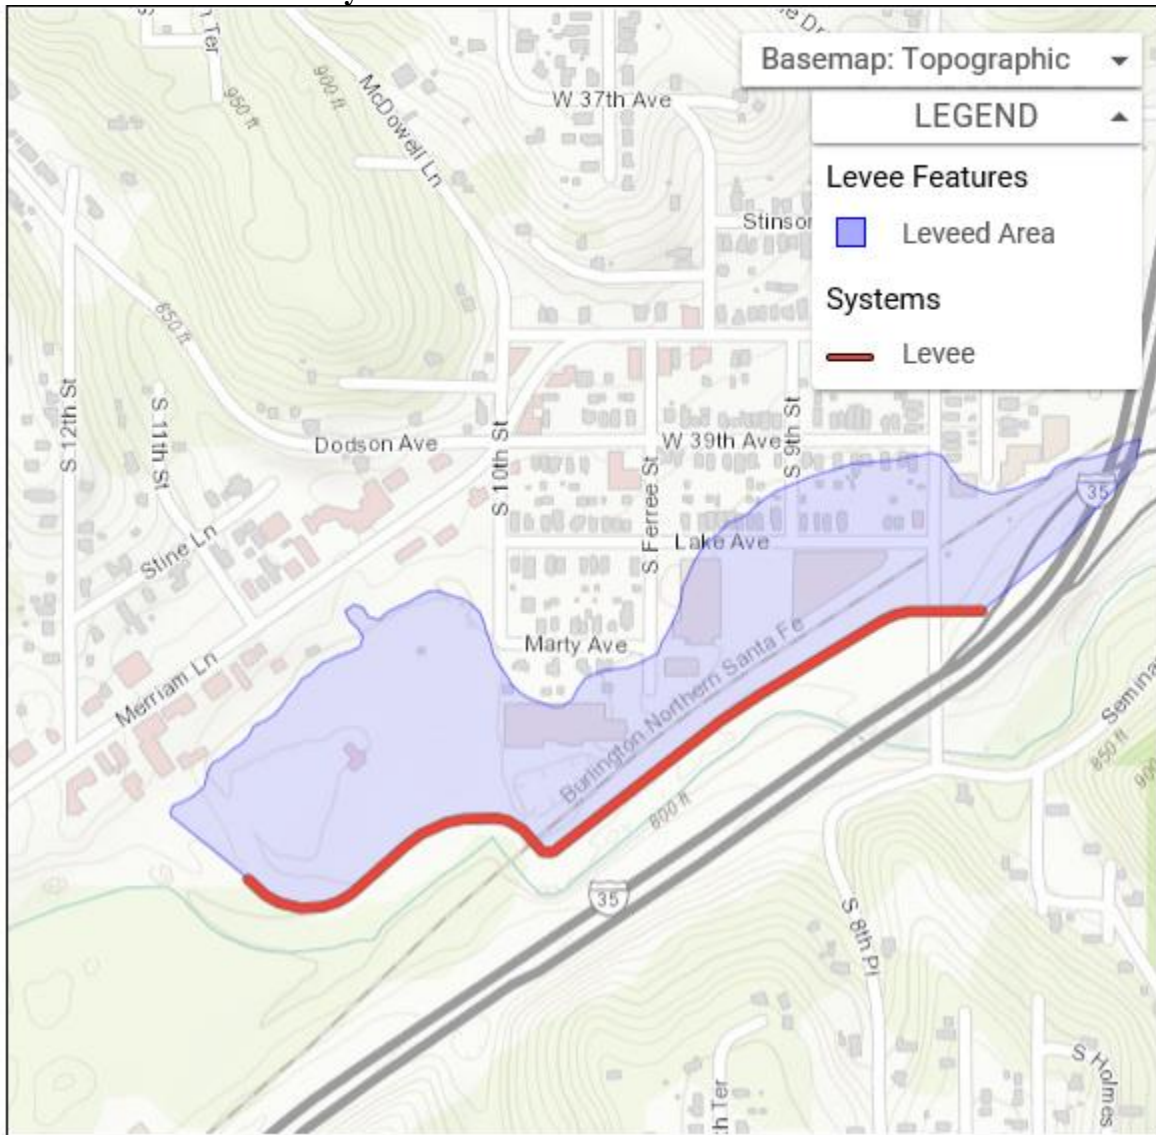 Ter
950 ft
900 ft
McDowell Ln
W 37th Ave
Basemap: Topographic
LEGEND
Levee Features
Leveed Area
Systems
Levee
850 ft
S 12th St
S 11th St
Dodson Ave
S 10th St
W 39th Ave
S 9th St
S Ferree St
Lake Ave
35
Stine Ln
Marty Ave
Merriam Ln
Burlington Northern Santa Fe
800 ft
850 ft
35
S 8th Pl
S Holmes
Ter